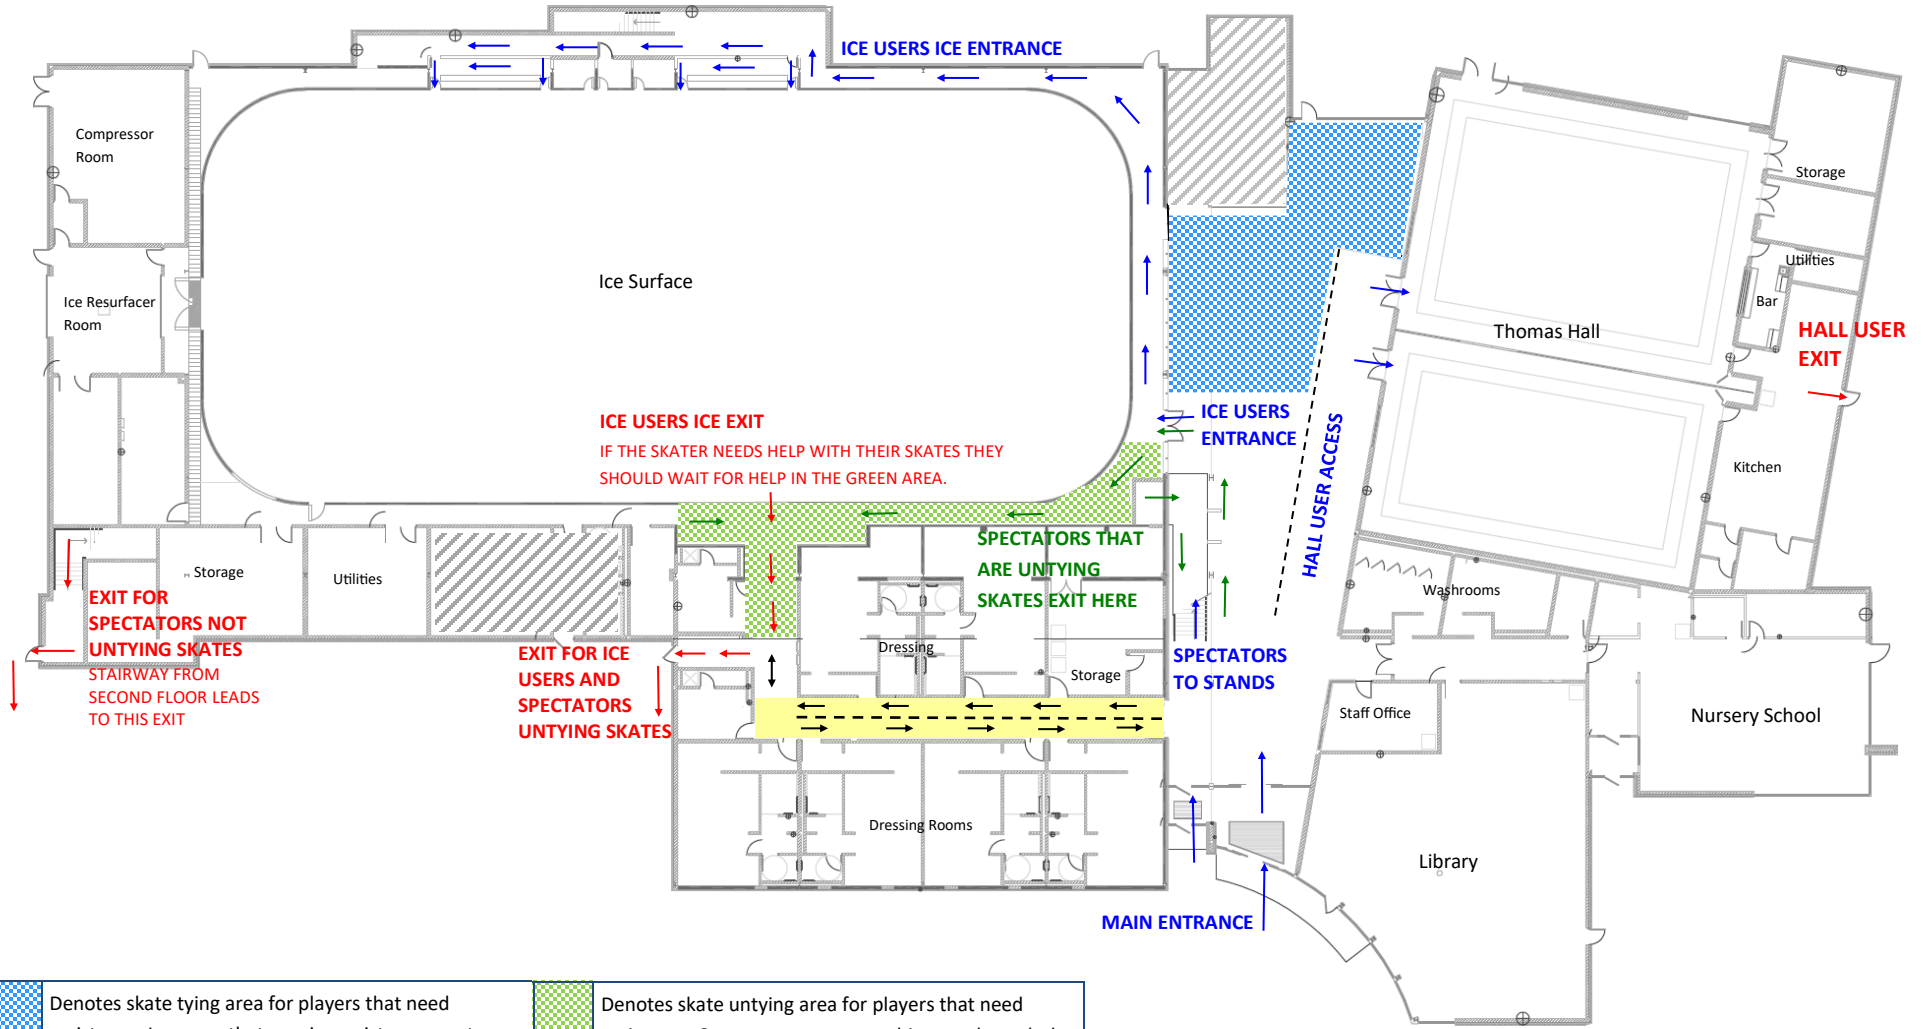 ICE USERS ICE ENTRANCE
Compressor
Room
Storage
Ice Surface
Utilities
Ice Resurfacer
Room
Bar
Thomas Hall
HALL USER
EXIT
ICE USERS ICE EXIT
IF THE SKATER NEEDS HELP WITH THEIR SKATES THEY
SHOULD WAIT FOR HELP IN THE GREEN AREA.
ICE USERS
ENTRANCE
HALL USER ACCESS
Kitchen
SPECTATORS THAT
ARE UNTYING
SKATES EXIT HERE
Storage
Utilities
Washrooms
EXIT FOR
SPECTATORS NOT
UNTYING SKATES
STAIRWAY FROM
SECOND FLOOR LEADS
TO THIS EXIT
EXIT FOR ICE
USERS AND
SPECTATORS
UNTYING SKATES
Dressing
Storage
SPECTATORS
TO STANDS
Staff Office
Nursery School
Dressing Rooms
Library
MAIN ENTRANCE
Denotes skate tying area for players that need
Denotes skate untying area for players that need